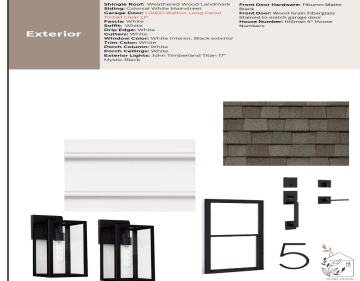 Exterior
Shingle Roof: Weathered Wood Landmark
Siding: Colonial White Mainstreet
Garage Door: LI3000 Walnut Long Panel
Tinted Clear LP
Fascia: White
Soffit: White
Drip Edge: White
Gutters: White
Window Color: White Interior, Black exterior
Trim Color: White
Porch Column: White
Porch Ceilings: White
Exterior Lights: John Timberland Titan 17"
Mystic Black
Front Door Hardware: Tiburon Matte
Black
Front Door: Wood Grain Fiberglass
Stained to match garage door
House Number: Hillman 5" House
Numbers
5